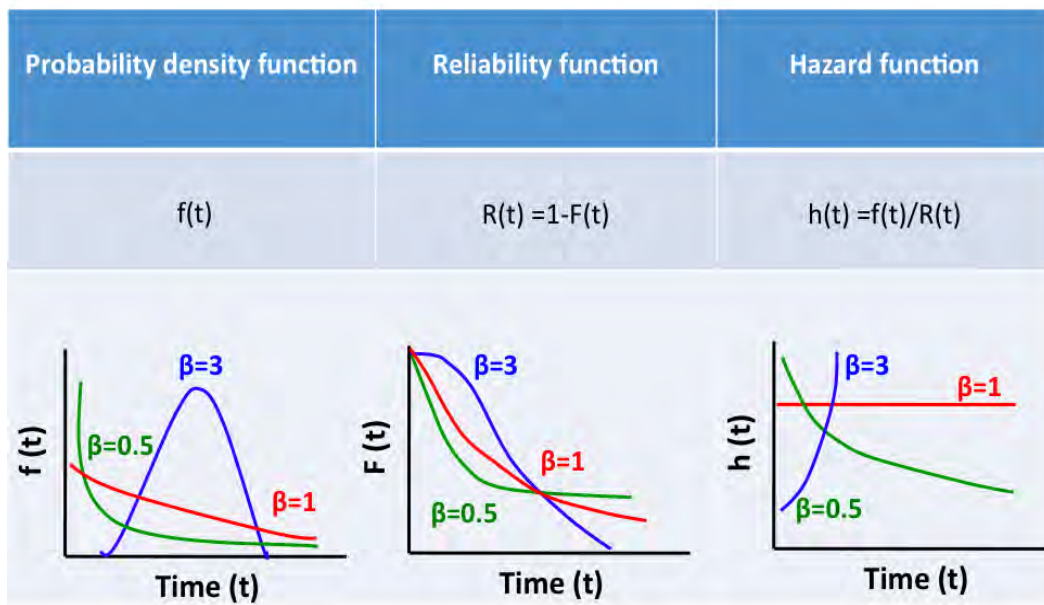 Probability density function
Reliability function
Hazard function
f(t)
R(t) =1-F(t)
h(t) =f(t)/R(t)
f (t)
β=3
β=0.5
β=1
Time (t)
F (t)
β=3
β=1
β=0.5
Time (t)
h (t)
β=3
β=1
β=0.5
Time (t)